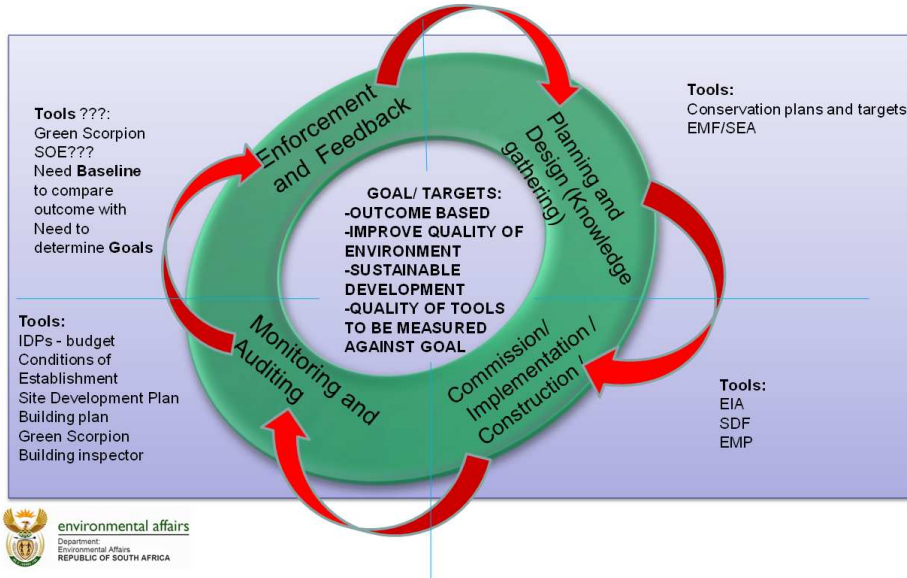 Tools ???:
Green Scorpion
SOE???
Need Baseline
to compare
outcome with
Need to
determine Goals
Enforcement
and Feedback
Planning and
Design (Knowledge
gathering)
Tools:
Conservation plans and targets
EMF/SEA
GOAL/ TARGETS:
-OUTCOME BASED
-IMPROVE QUALITY OF
ENVIRONMENT
-SUSTAINABLE
DEVELOPMENT
-QUALITY OF TOOLS
TO BE MEASURED
AGAINST GOAL
Tools:
IDPs - budget
Conditions of
Establishment
Site Development Plan
Building plan
Green Scorpion
Building inspector
Monitoring and
Auditing
Commission/
Implementation /
Construction /
Tools:
EIA
SDF
EMP
environmental affairs
Department:
Environmental Affairs
REPUBLIC OF SOUTH AFRICA